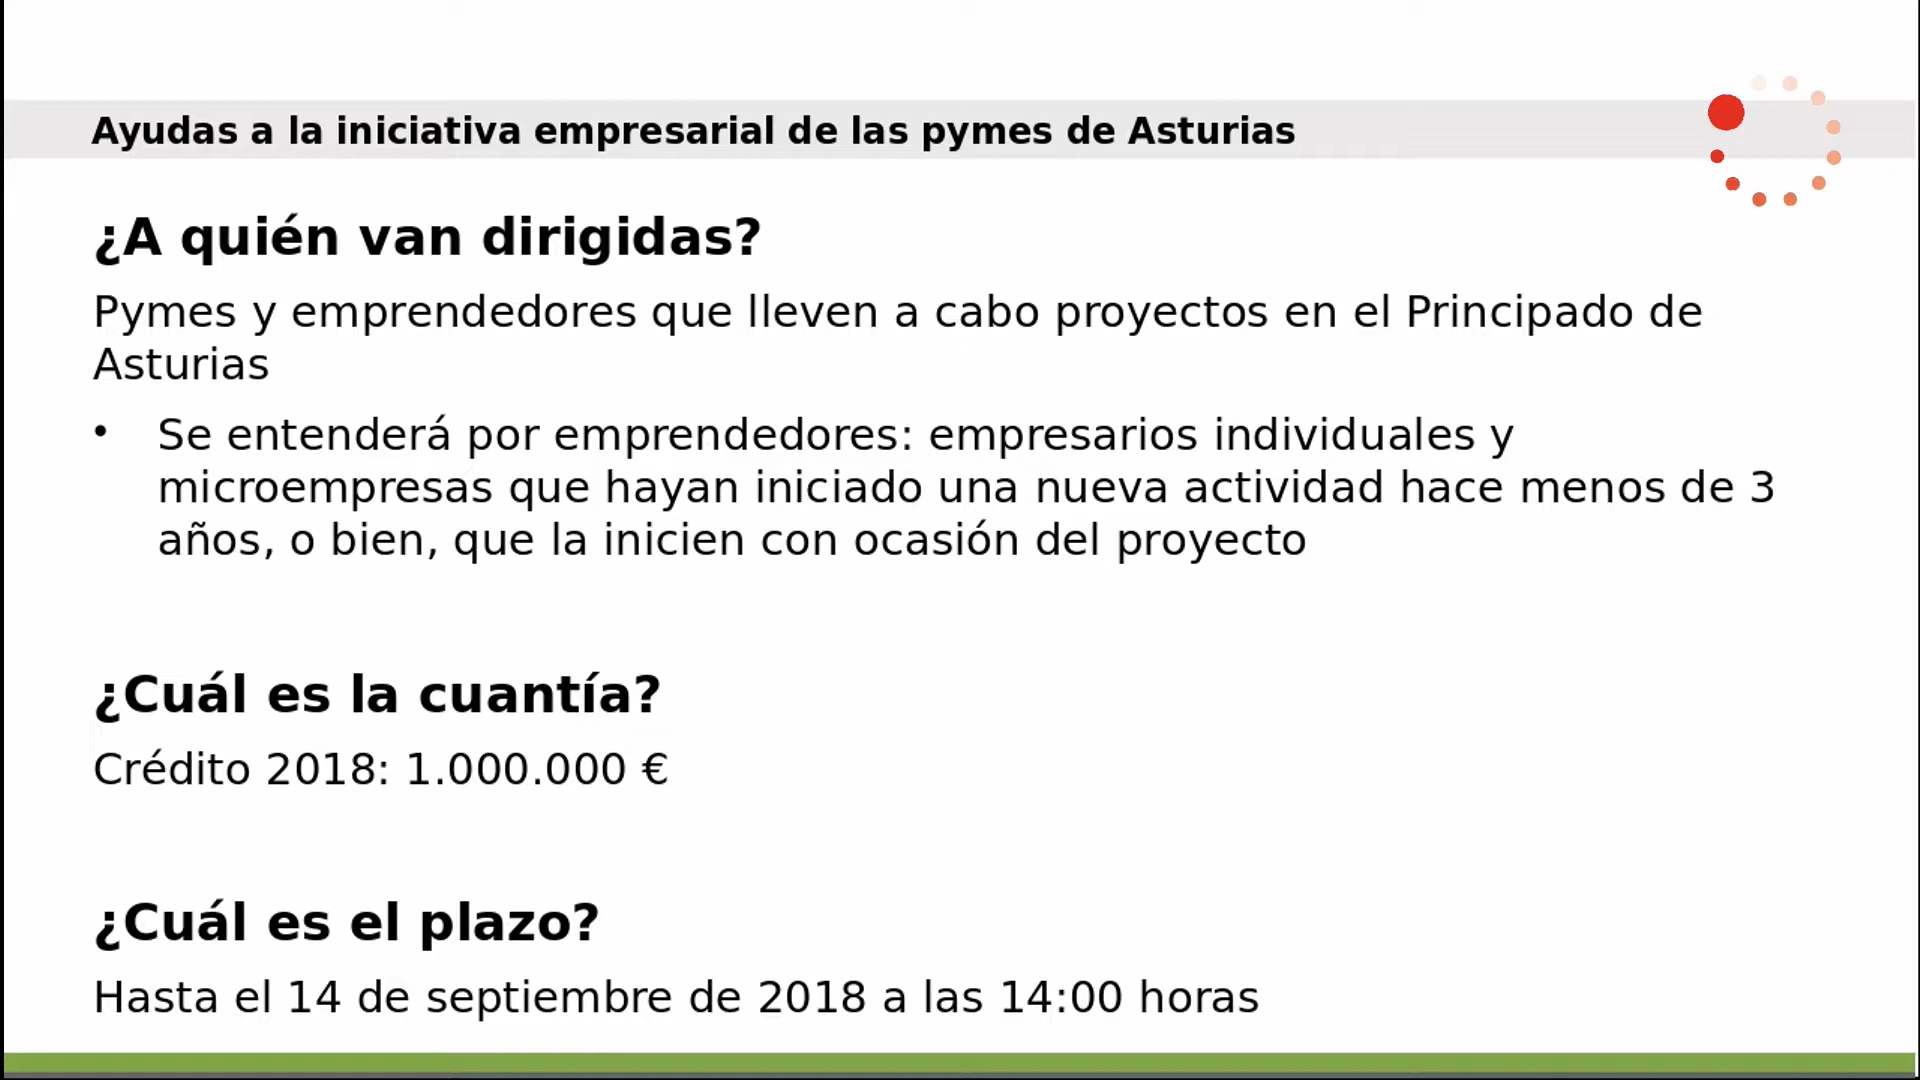 Ayudas a la iniciativa empresarial de las pymes de Asturias
¿A quién van dirigidas?
Pymes y emprendedores que lleven a cabo proyectos en el Principado de
Asturias
• Se entenderá por emprendedores: empresarios individuales y
microempresas que hayan iniciado una nueva actividad hace menos de 3
años, o bien, que la inicien con ocasión del proyecto
¿Cuál es la cuantía?
Crédito 2018: 1.000.000 €
¿Cuál es el plazo?
Hasta el 14 de septiembre de 2018 a las 14:00 horas